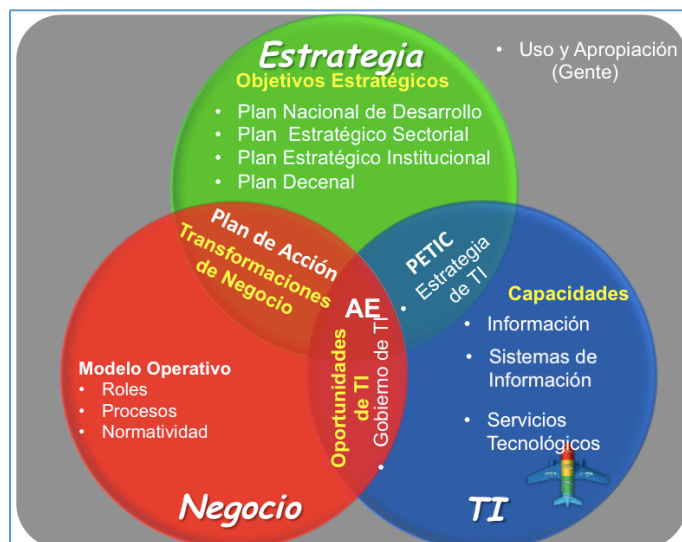 Estrategia
Objetivos Estratégicos
• Plan Nacional de Desarrollo
• Plan Estratégico Sectorial
• Plan Estratégico Institucional
• Plan Decenal
• Uso y Apropiación
(Gente)
Plan de Acción
Transformaciones
de Negocio
PETIC
• Estrategia
de TI
AE
Oportunidades
de TI
• Gobierno de TI
Modelo Operativo
• Roles
• Procesos
• Normatividad
Negocio
Capacidades
• Información
• Sistemas de
Información
• Servicios
Tecnológicos
TI